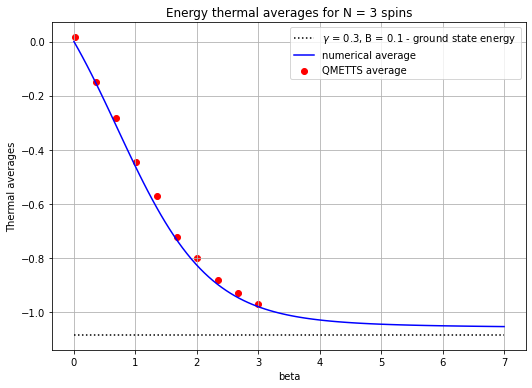 Energy thermal averages for N = 3 spins
γ = 0.3, B = 0.1 - ground state energy
numerical average
QMETTS average
Thermal averages
0.0
−0.2
−0.4
−0.6
−0.8
−1.0
0 1 2 3 4 5 6 7
beta